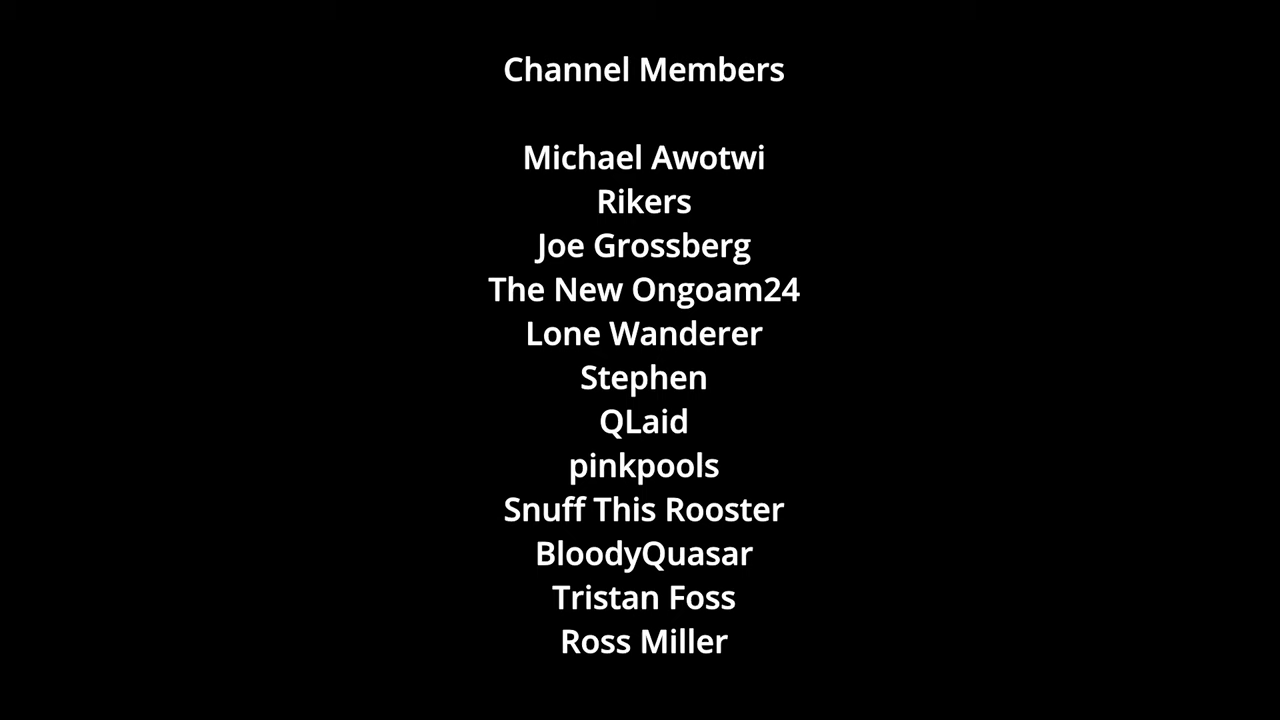 Channel Members
Michael Awotwi
Rikers
Joe Grossberg
The New Ongoam24
Lone Wanderer
Stephen
QLaid
pinkpools
Snuff This Rooster
BloodyQuasar
Tristan Foss
Ross Miller